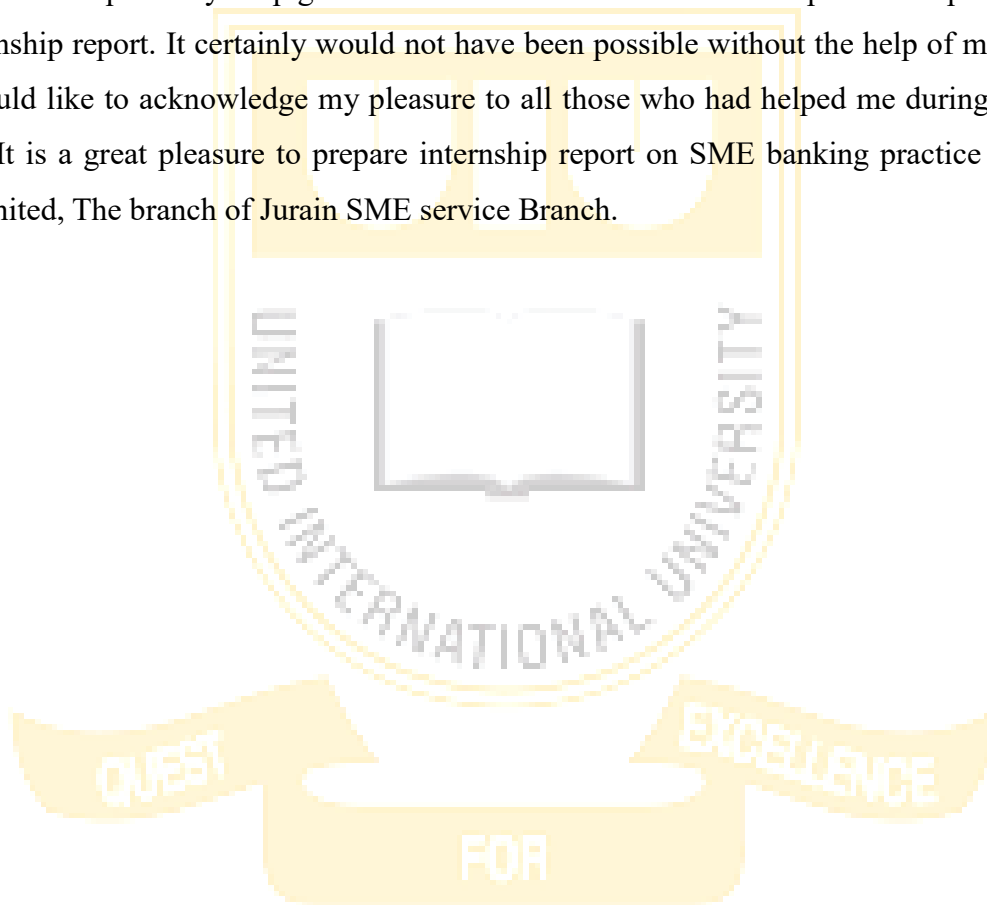 nship report. It certainly would not have been possible without the help of m
uld like to acknowledge my pleasure to all those who had helped me during
It is a great pleasure to prepare internship report on SME banking practice
nited, The branch of Jurain SME service Branch.
UIU
UNITED INTERNATIONAL UNIVERSITY
QUEST
FOR
EXCELLENCE